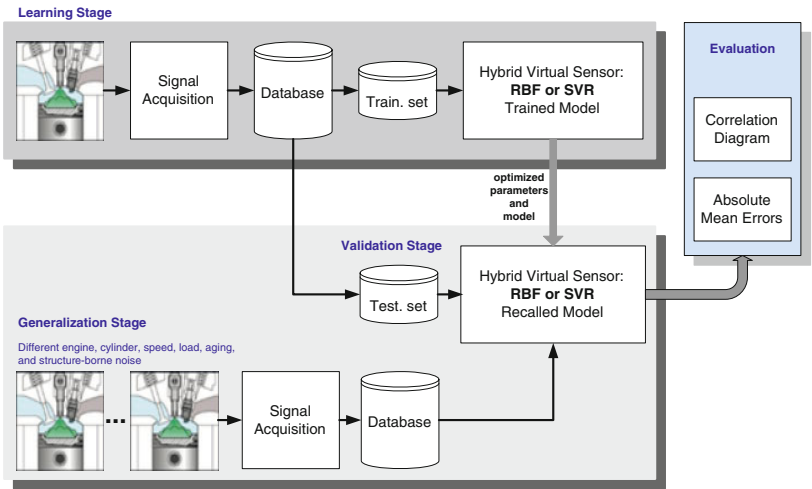 Learning Stage
Signal
Acquisition
Database
Train. set
Hybrid Virtual Sensor:
RBF or SVR
Trained Model
Evaluation
Correlation
Diagram
Absolute
Mean Errors
optimized
parameters
and
model
Validation Stage
Test. set
Hybrid Virtual Sensor:
RBF or SVR
Recalled Model
Generalization Stage
Different engine, cylinder, speed, load, aging,
and structure-borne noise
...
Signal
Acquisition
Database